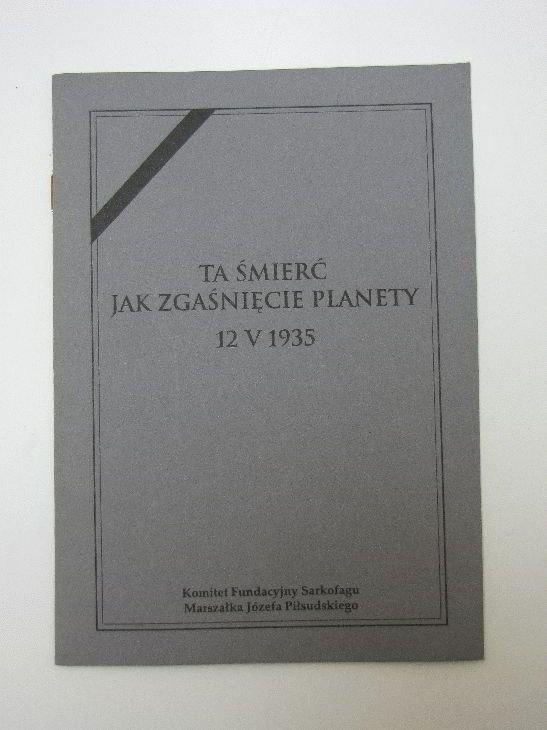 TA ŚMIERĆ
JAK ZGAŚNIĘCIE PLANETY
12 V 1935
Komitet Fundacyjny Sarkofagu
Marszałka Józefa Piłsudskiego